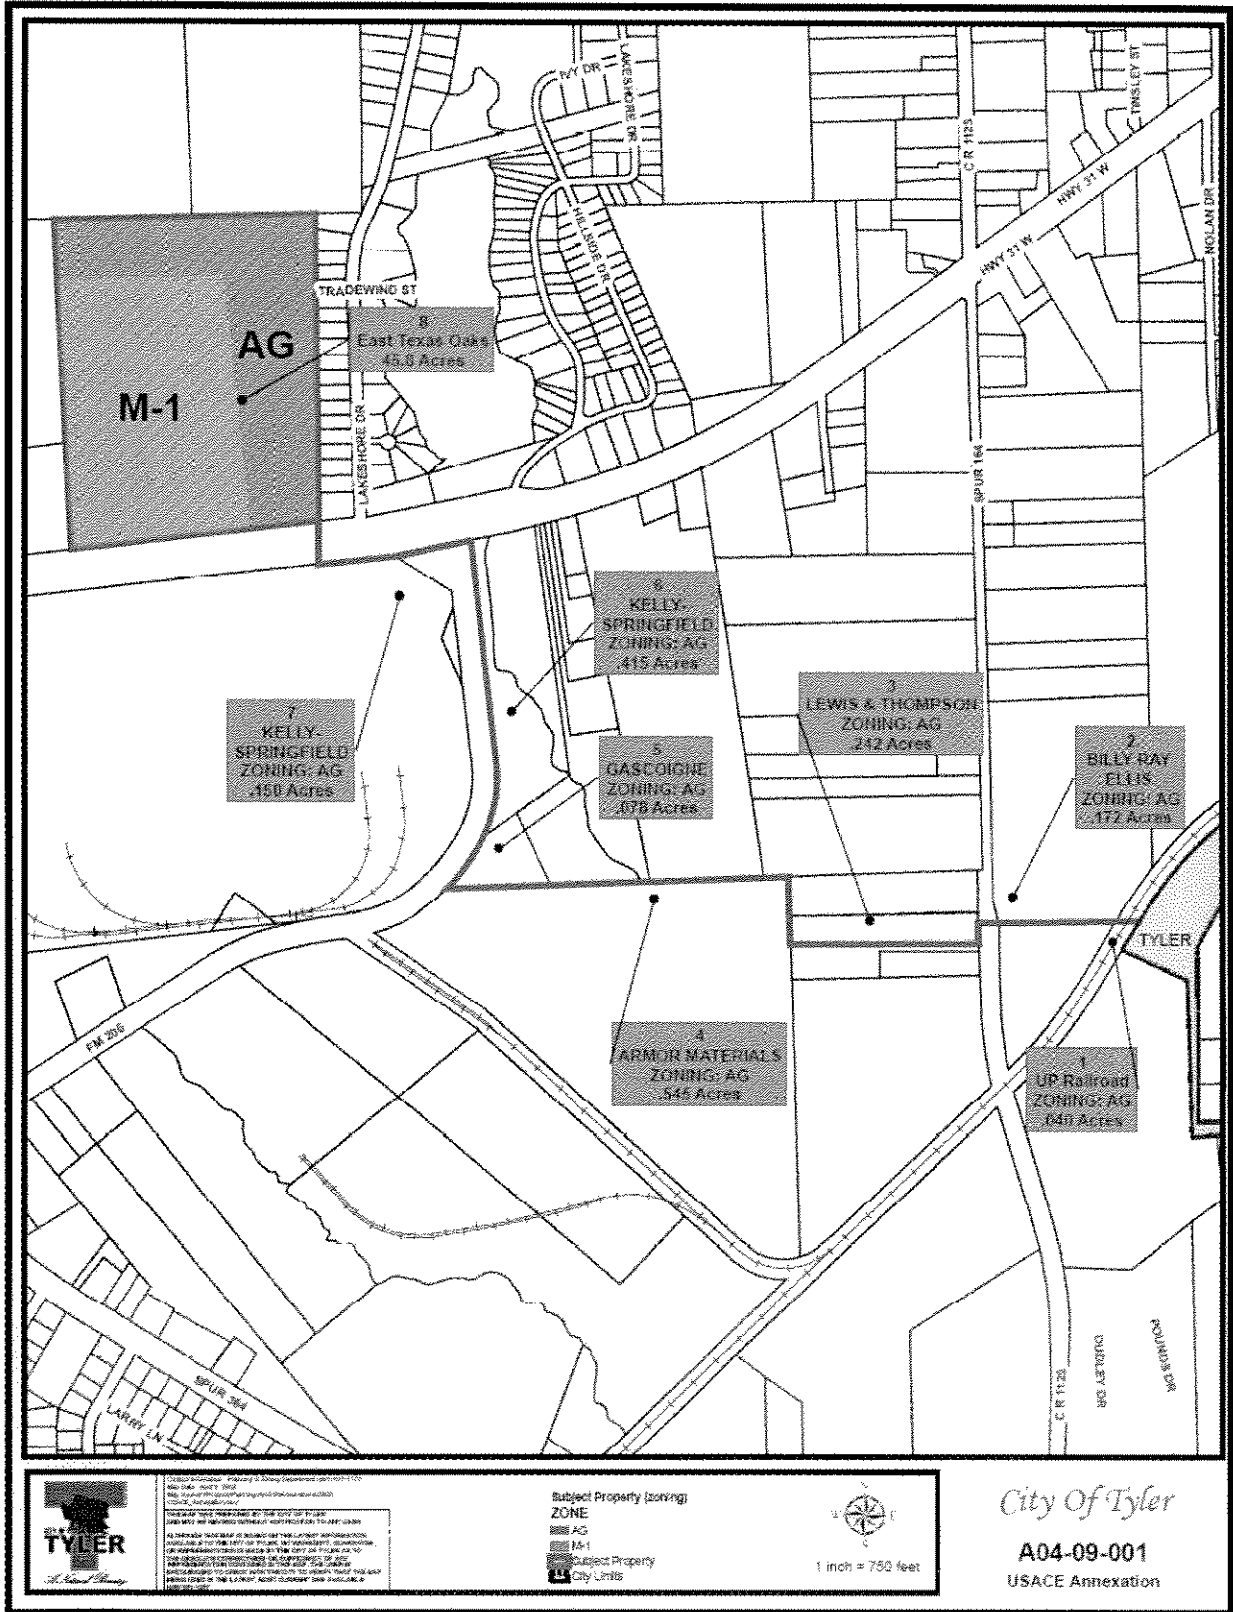 IVY DR
LAKESHORE DR
TINSLEY ST
C R 1125
HWY 31 W
NOLAN DR
HILLSIDE DR
HWY 31 W
TRADEWIND ST
AG
8
East Texas Oaks
45.0 Acres
M-1
LAKESHORE DR
SPUR 164
6
KELLY-
SPRINGFIELD
ZONING: AG
.415 Acres
3
LEWIS & THOMPSON
ZONING: AG
.242 Acres
7
KELLY-
SPRINGFIELD
ZONING: AG
.150 Acres
5
GASCOIGNE
ZONING: AG
.078 Acres
2
BILLY RAY
ELLIS
ZONING: AG
.172 Acres
TYLER
FM 206
4
ARMOR MATERIALS
ZONING: AG
.545 Acres
1
UP Railroad
ZONING: AG
.040 Acres
SPUR 364
LARRY LN
C R 1125
DUDLEY DR
POUNDS DR
TYLER
A Natural Beauty
Subject Property (zoning)
ZONE
AG
M-1
Subject Property
City Limits
1 inch = 750 feet
City Of Tyler
A04-09-001
USACE Annexation